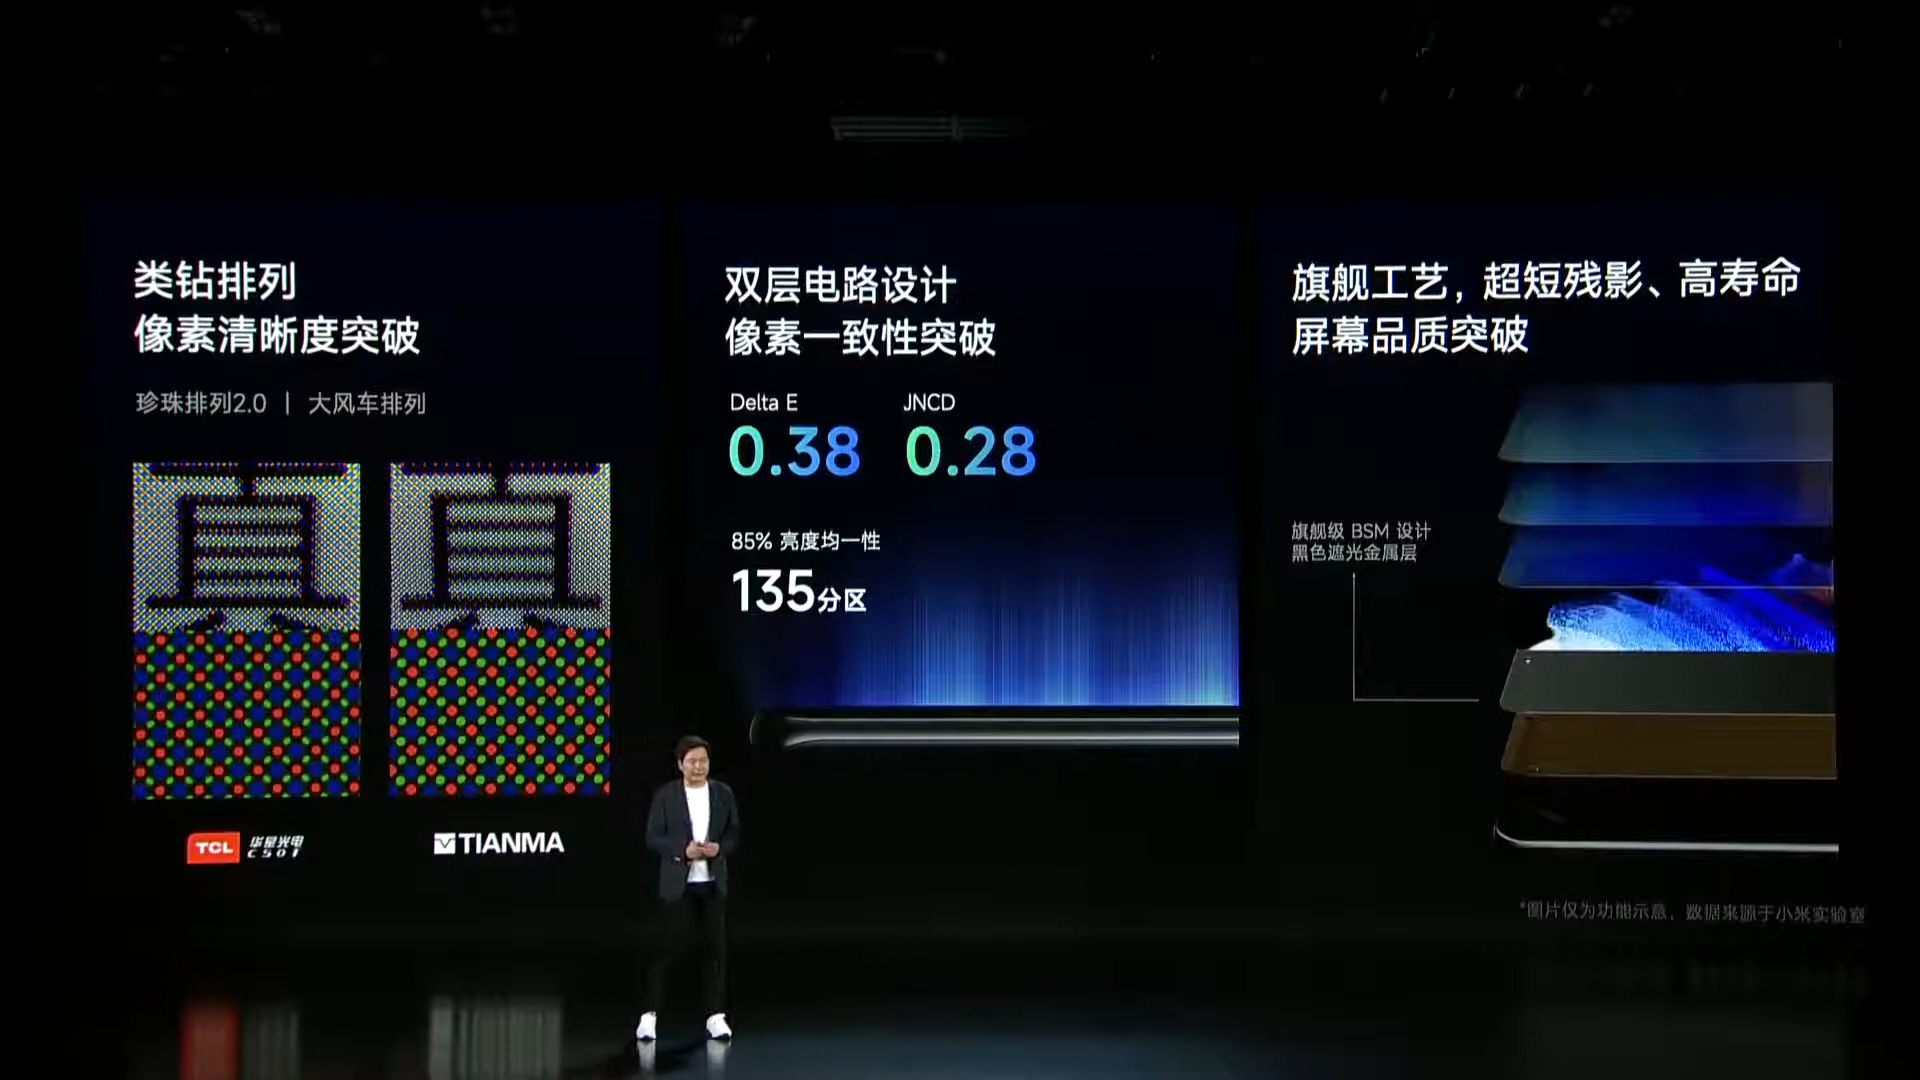 类钻排列
像素清晰度突破
珍珠排列2.0 | 大风车排列
真
真
TCL 华星光电
CSOT
TIANMA
双层电路设计
像素一致性突破
Delta E
0.38
JNCD
0.28
85% 亮度均一性
135分区
旗舰工艺，超短残影、高寿命
屏幕品质突破
旗舰级 BSM 设计
黑色遮光金属层
*图片仅为功能示意，数据来源于小米实验室